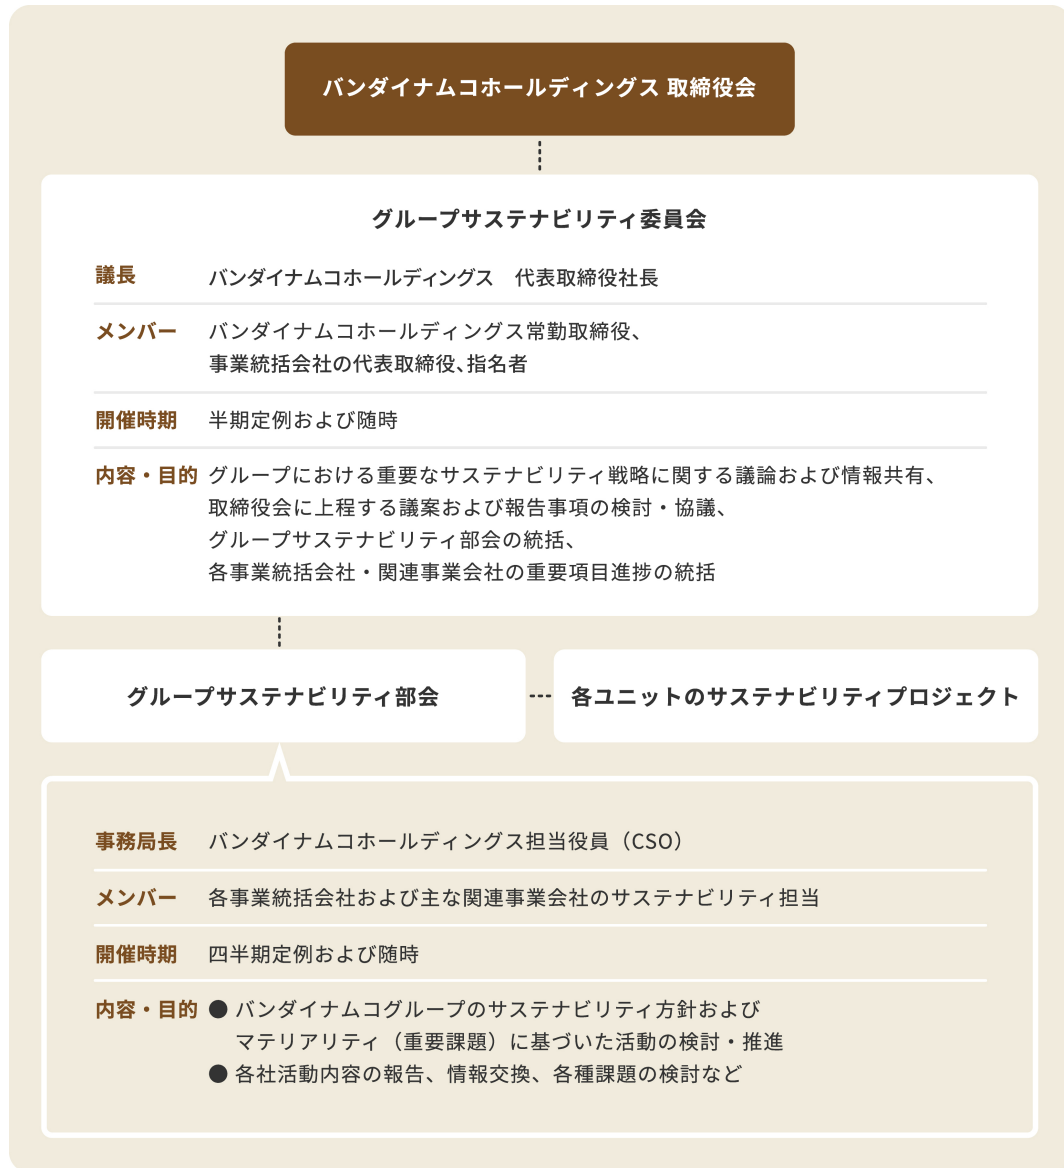 バンダイナムコホールディングス 取締役会
グループサステナビリティ委員会
議長 バンダイナムコホールディングス　代表取締役社長
メンバー バンダイナムコホールディングス常勤取締役、
事業統括会社の代表取締役、指名者
開催時期 半期定例および随時
内容・目的 グループにおける重要なサステナビリティ戦略に関する議論および情報共有、
取締役会に上程する議案および報告事項の検討・協議、
グループサステナビリティ部会の統括、
各事業統括会社・関連事業会社の重要項目進捗の統括
グループサステナビリティ部会
各ユニットのサステナビリティプロジェクト
事務局長 バンダイナムコホールディングス担当役員（CSO）
メンバー 各事業統括会社および主な関連事業会社のサステナビリティ担当
開催時期 四半期定例および随時
内容・目的 ● バンダイナムコグループのサステナビリティ方針および
マテリアリティ（重要課題）に基づいた活動の検討・推進
● 各社活動内容の報告、情報交換、各種課題の検討など